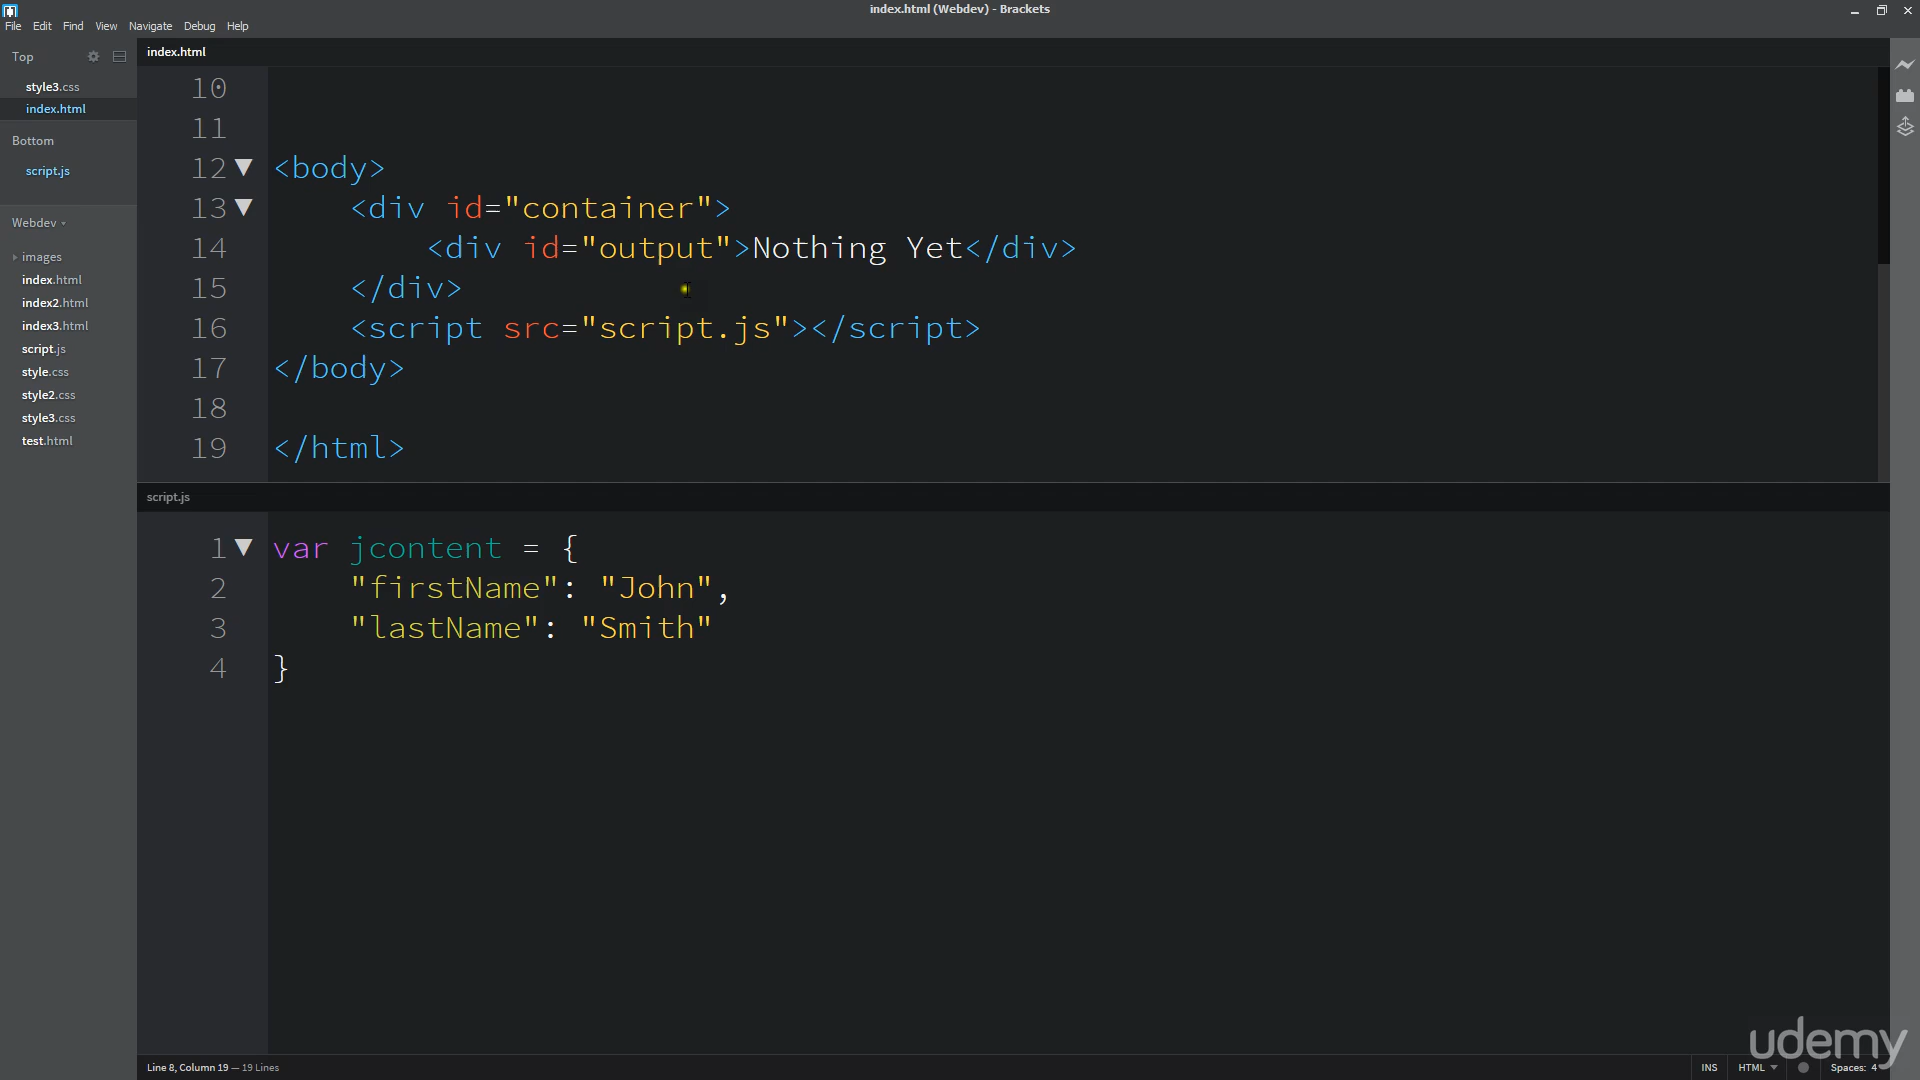 index.html (Webdev) - Brackets
File Edit Find View Navigate Debug Help
Top
style3.css
index.html
Bottom
script.js
Webdev
images
index.html
index2.html
index3.html
script.js
style.css
style2.css
style3.css
test.html
index.html
10
11
12 <body>
13 <div id="container">
14 <div id="output">Nothing Yet</div>
15 </div>
16 <script src="script.js"></script>
17 </body>
18
19 </html>
script.js
1 var jcontent = {
2 "firstName": "John",
3 "lastName": "Smith"
4 }
Line 8, Column 19 — 19 Lines
INS HTML Spaces: 4
udemy